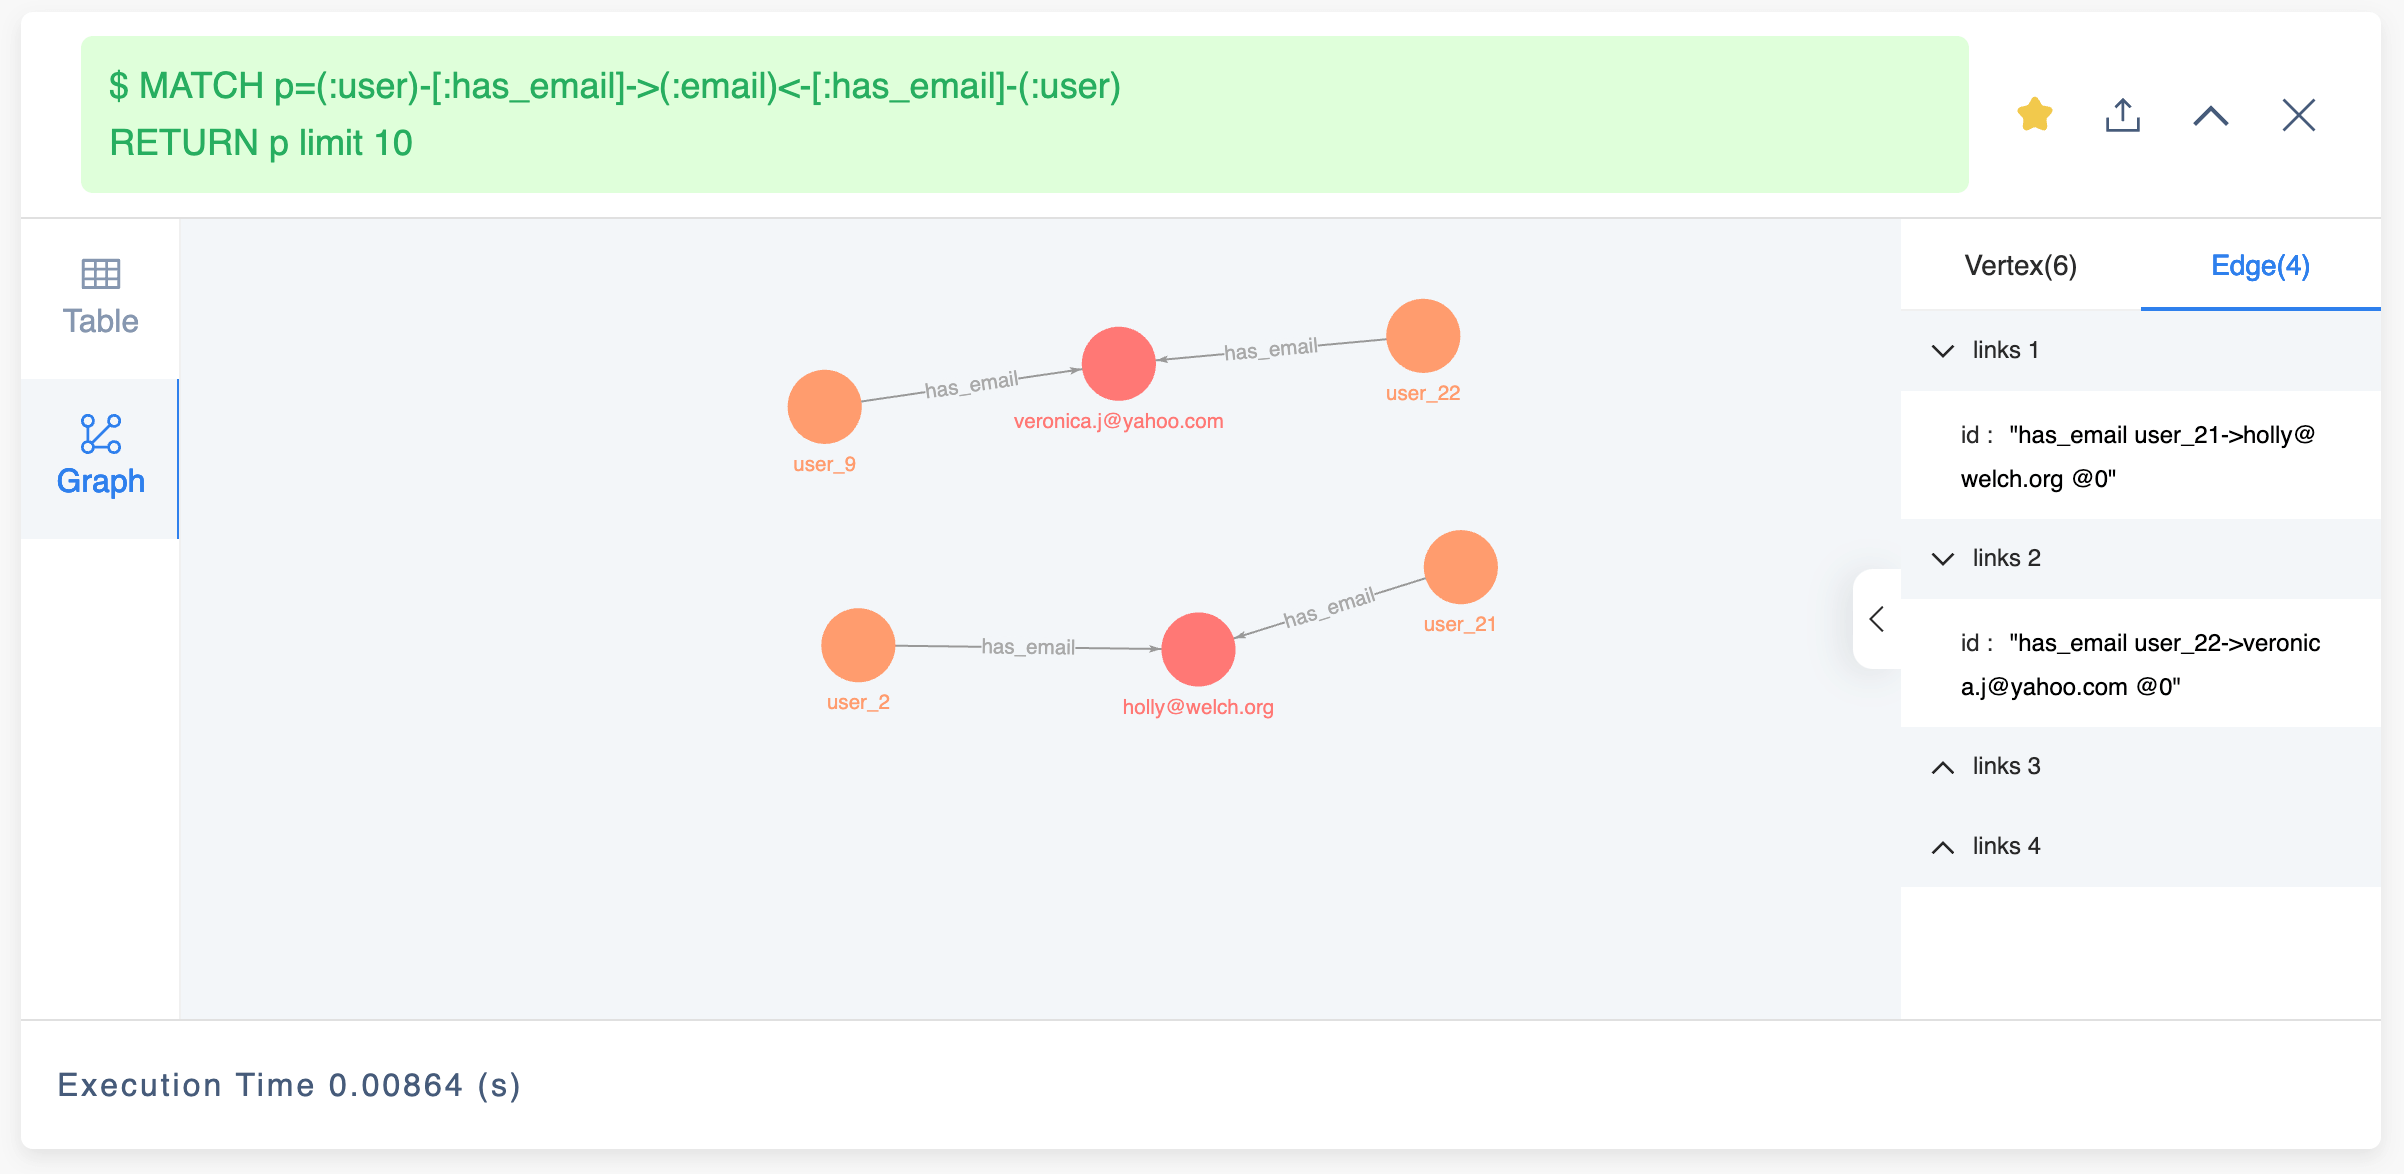 $ MATCH p=(:user)-[:has_email]->(:email)<-[:has_email]-(:user)
RETURN p limit 10
Table
Graph
has_email
has_email
user_22
veronica.j@yahoo.com
user_9
has_email
user_21
has_email
user_2
holly@welch.org
Vertex(6)
Edge(4)
links 1
id : "has_email user_21->holly@
welch.org @0"
links 2
id : "has_email user_22->veronic
a.j@yahoo.com @0"
links 3
links 4
Execution Time 0.00864 (s)